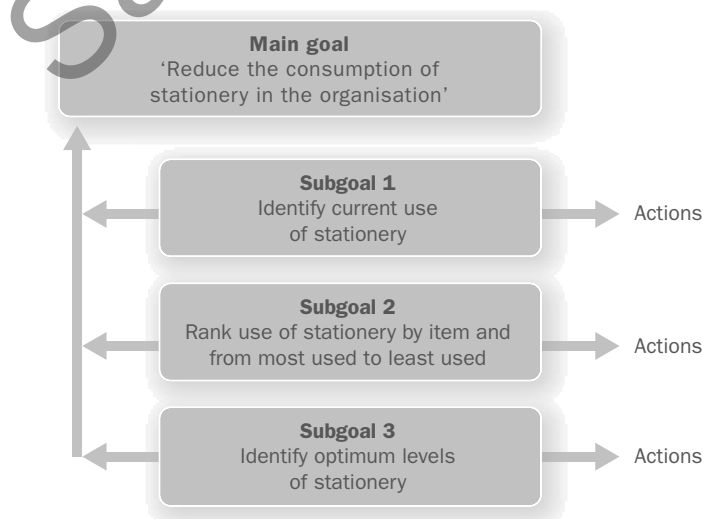 Main goal
‘Reduce the consumption of
stationery in the organisation’
Subgoal 1
Identify current use
of stationery
Actions
Subgoal 2
Rank use of stationery by item and
from most used to least used
Actions
Subgoal 3
Identify optimum levels
of stationery
Actions